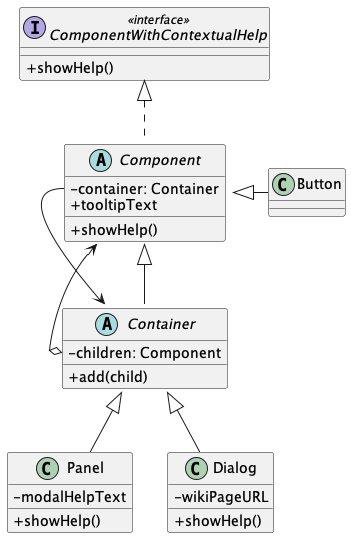 I
«interface»
ComponentWithContextualHelp
+showHelp()
A Component
-container: Container
+tooltipText
+showHelp()
C Button
A Container
-children: Component
+add(child)
C Panel
-modalHelpText
+showHelp()
C Dialog
-wikiPageURL
+showHelp()